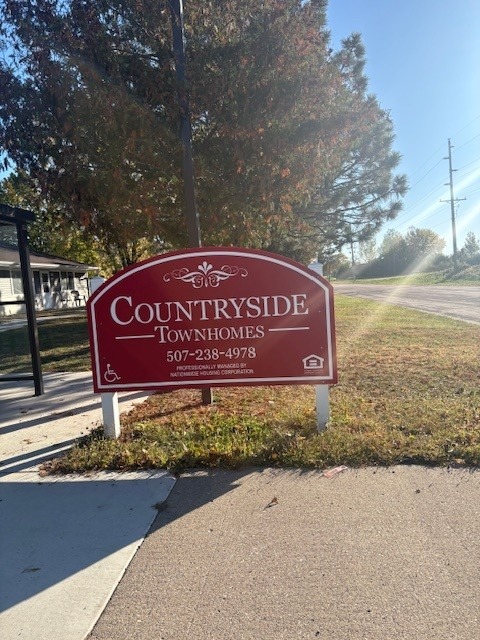 COUNTRYSIDE
TOWNHOMES
507-238-4978
PROFESSIONALLY MANAGED BY
NATIONWIDE HOUSING CORPORATION